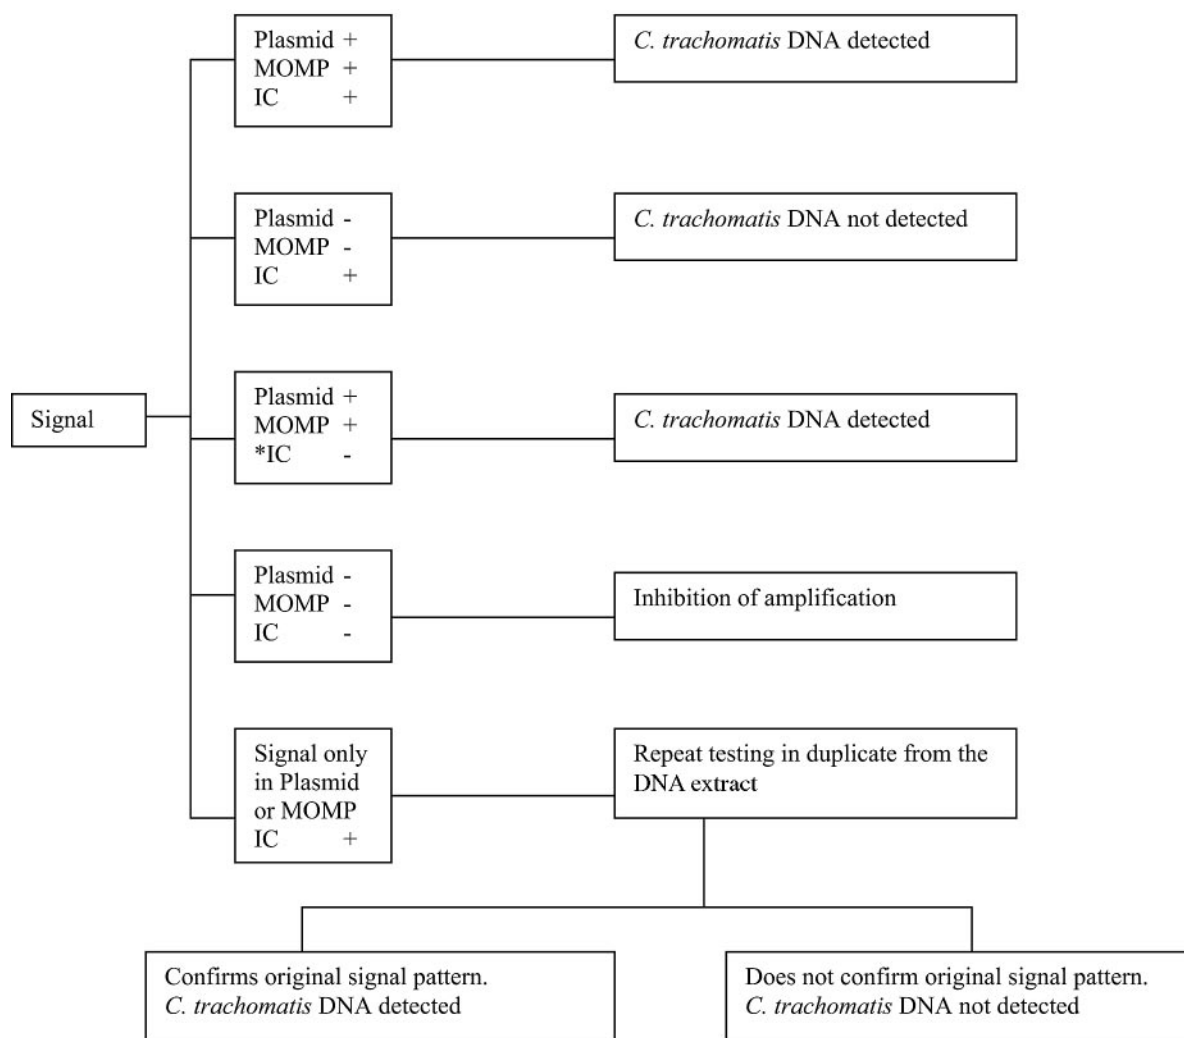 Plasmid +
MOMP +
IC +
C. trachomatis DNA detected
Plasmid -
MOMP -
IC +
C. trachomatis DNA not detected
Signal
Plasmid +
MOMP +
*IC -
C. trachomatis DNA detected
Plasmid -
MOMP -
IC -
Inhibition of amplification
Signal only
in Plasmid
or MOMP
IC +
Repeat testing in duplicate from the
DNA extract
Confirms original signal pattern.
C. trachomatis DNA detected
Does not confirm original signal pattern.
C. trachomatis DNA not detected